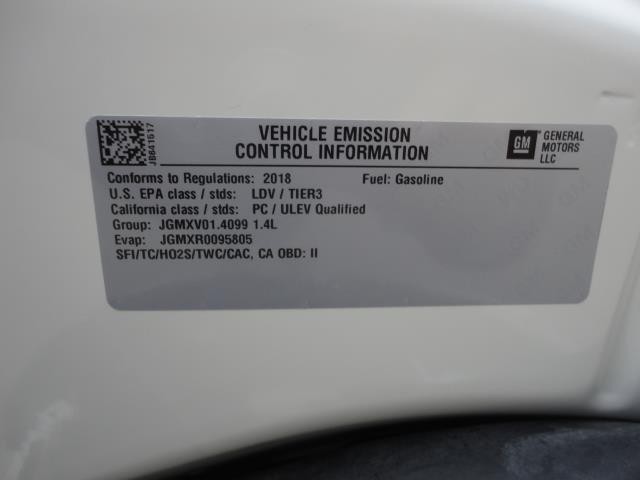 JB841517
VEHICLE EMISSION
CONTROL INFORMATION
GM
GENERAL
MOTORS
LLC
Conforms to Regulations: 2018 Fuel: Gasoline
U.S. EPA class / stds: LDV / TIER3
California class / stds: PC / ULEV Qualified
Group: JGMXV01.4099 1.4L
Evap: JGMXR0095805
SFI/TC/HO2S/TWC/CAC, CA OBD: II